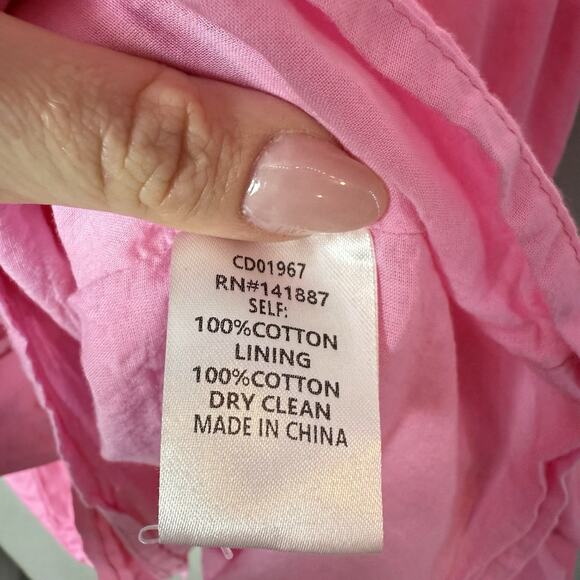 CD01967
RN#141887
SELF:
100%COTTON
LINING
100%COTTON
DRY CLEAN
MADE IN CHINA